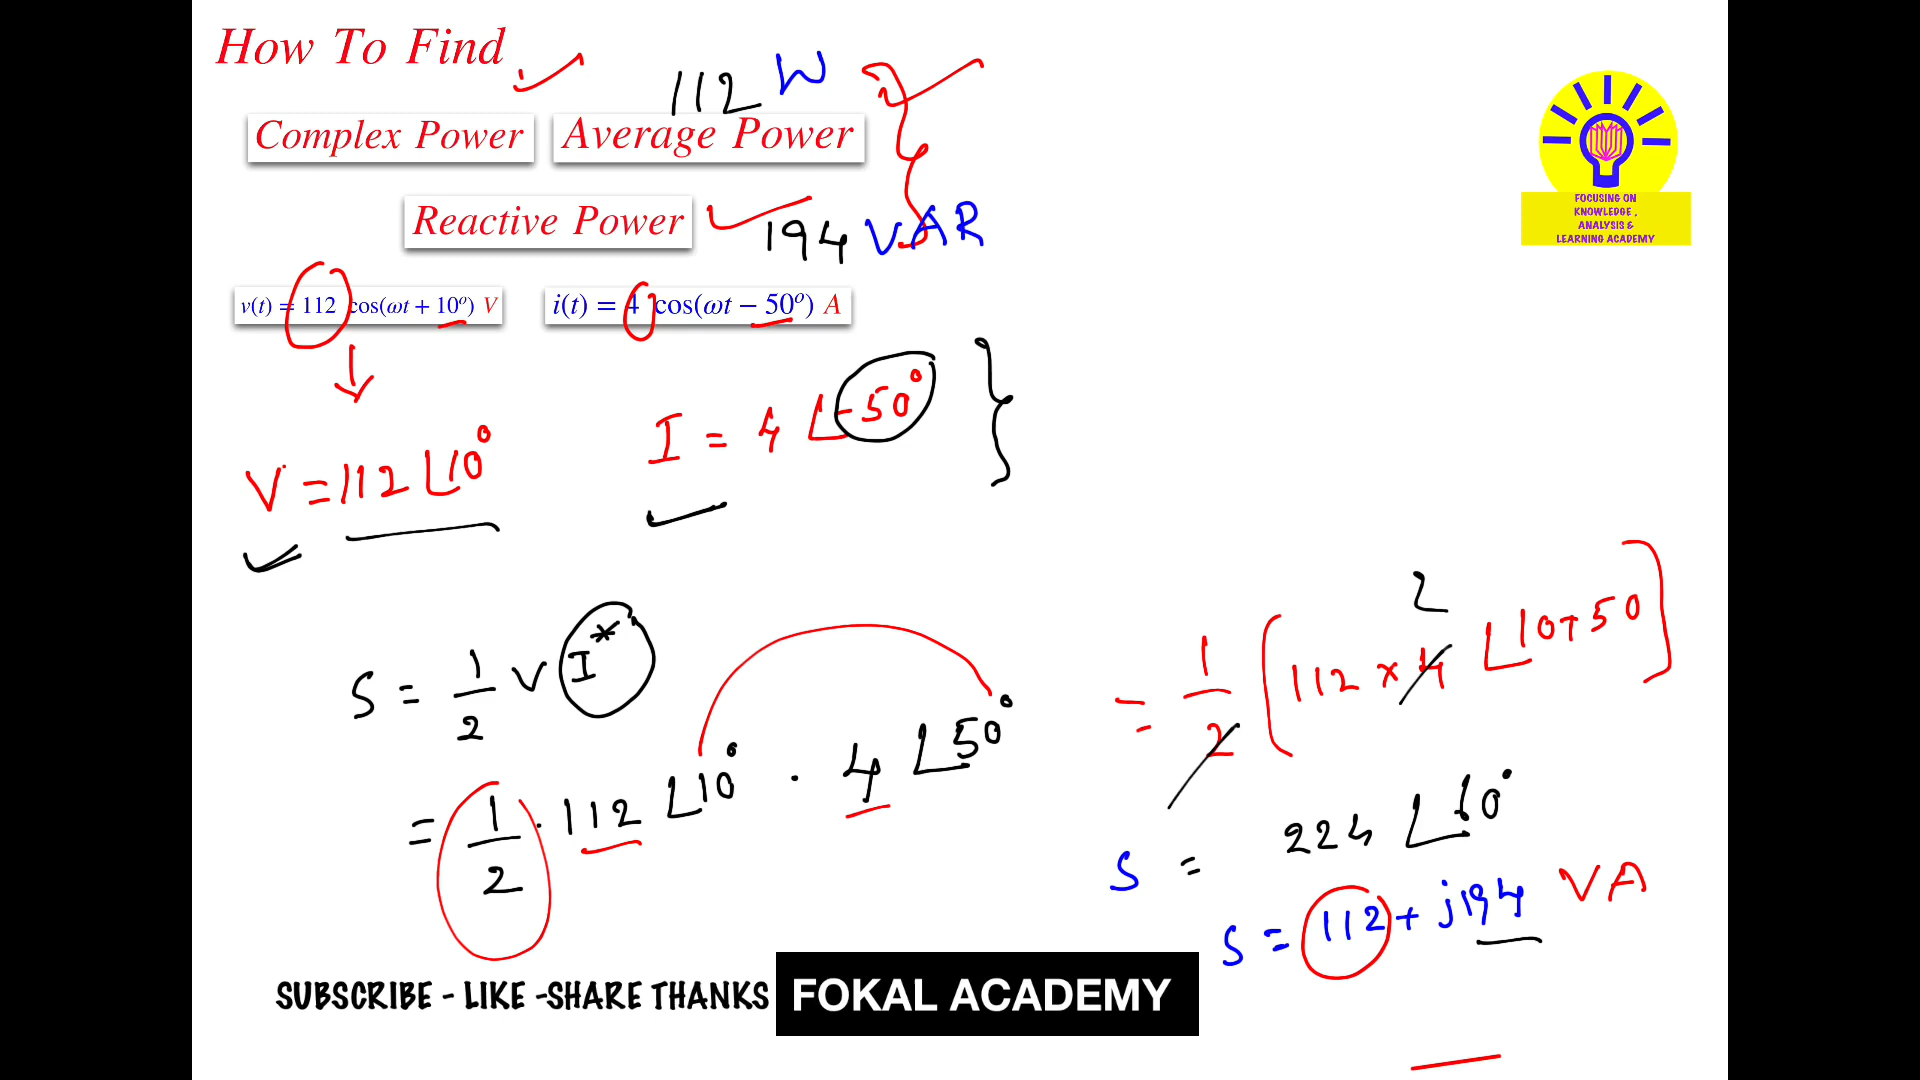 How To Find
112 W
Complex Power
Average Power
Reactive Power
194 VAR
v(t) = 112 cos(ωt + 10°) V
i(t) = 4 cos(ωt − 50°) A
V = 112 ∠10°
I = 4 ∠-50°
S = 1/2 V I*
= 1/2 . 112 ∠10° . 4 ∠50°
= 1/2 [112 × 4 ∠10+50]
2
S = 224 ∠60°
S = 112 + j194 VA
FOCUSING ON
KNOWLEDGE ,
ANALYSIS &
LEARNING ACADEMY
SUBSCRIBE - LIKE -SHARE THANKS
FOKAL ACADEMY